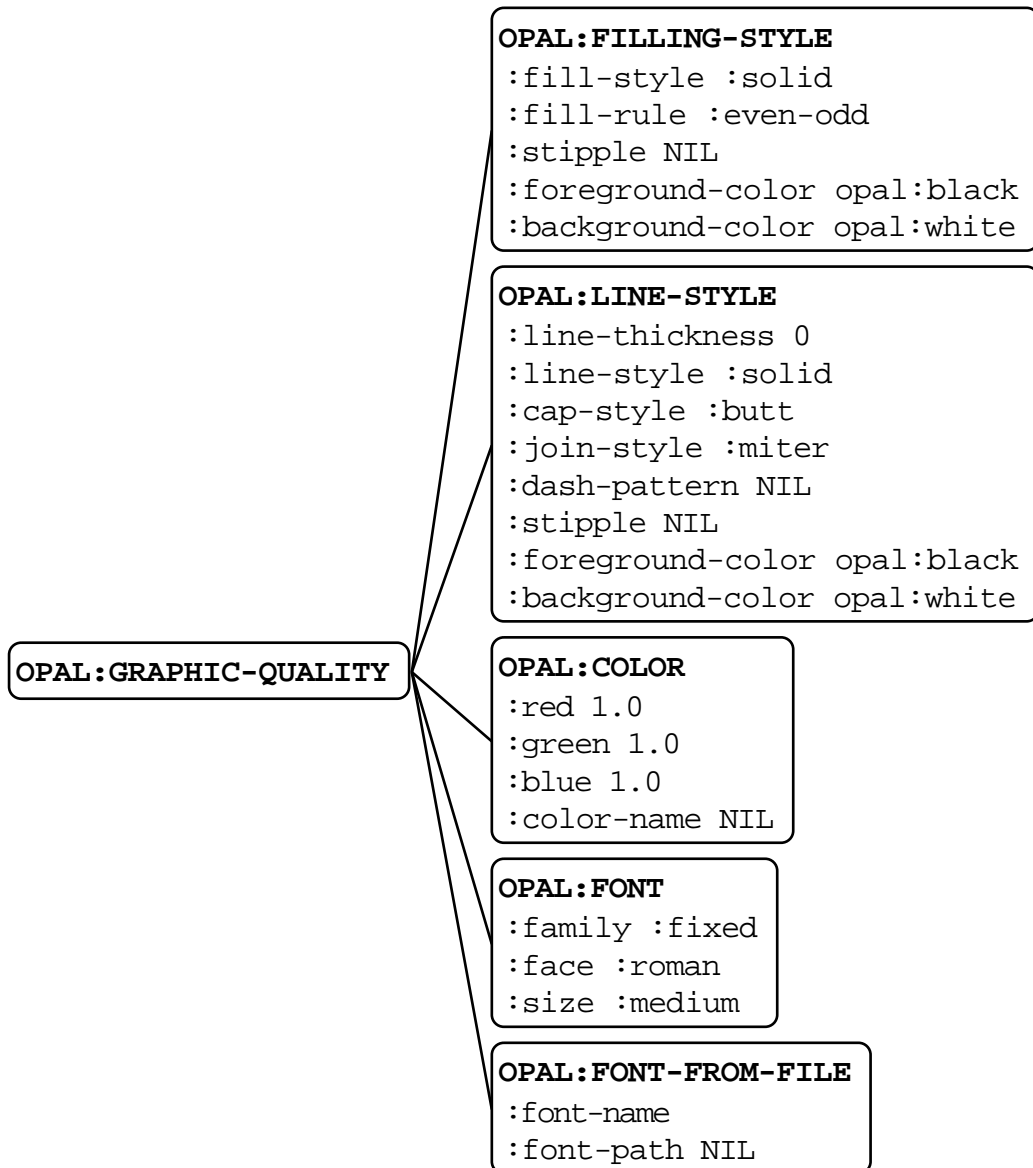 OPAL:FILLING-STYLE
:fill-style :solid
:fill-rule :even-odd
:stipple NIL
:foreground-color opal:black
:background-color opal:white
OPAL:LINE-STYLE
:line-thickness 0
:line-style :solid
:cap-style :butt
:join-style :miter
:dash-pattern NIL
:stipple NIL
:foreground-color opal:black
:background-color opal:white
OPAL:GRAPHIC-QUALITY
OPAL:COLOR
:red 1.0
:green 1.0
:blue 1.0
:color-name NIL
OPAL:FONT
:family :fixed
:face :roman
:size :medium
OPAL:FONT-FROM-FILE
:font-name
:font-path NIL